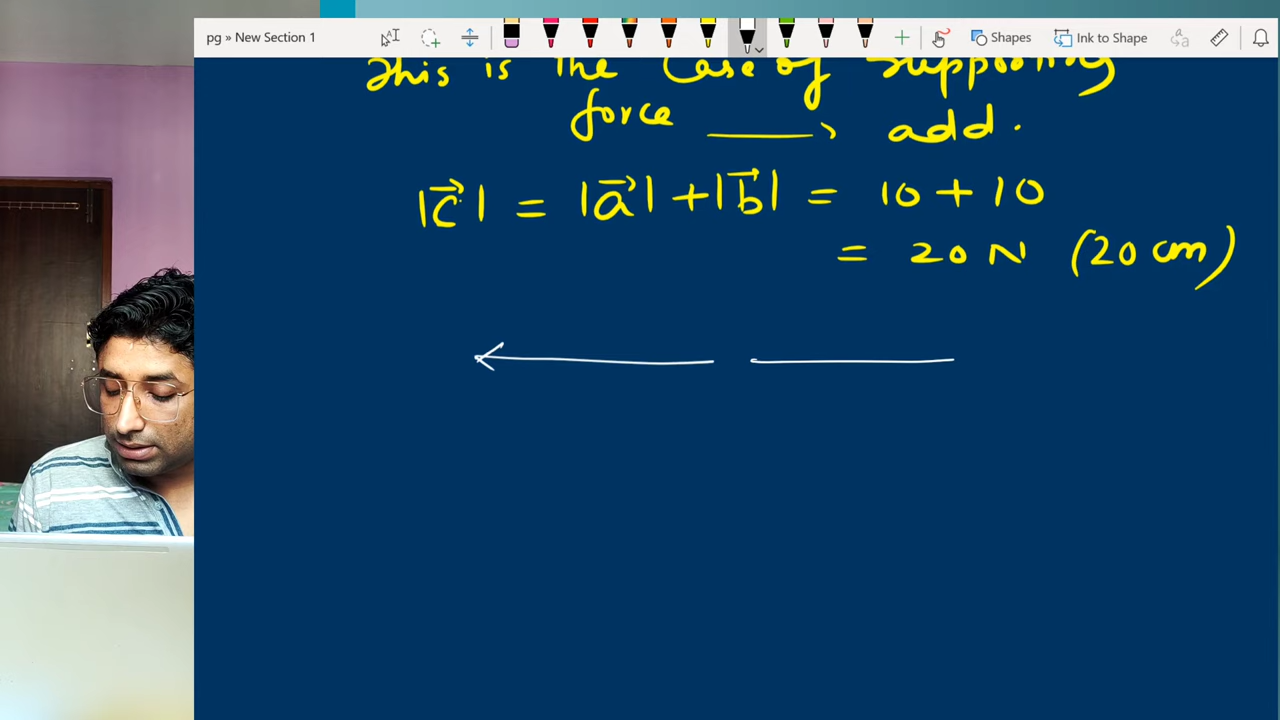 pg » New Section 1
Shapes
Ink to Shape
This is the case of supporting
force ⟶ add.
|c⃗| = |a⃗| + |b⃗| = 10 + 10
= 20 N (20 cm)